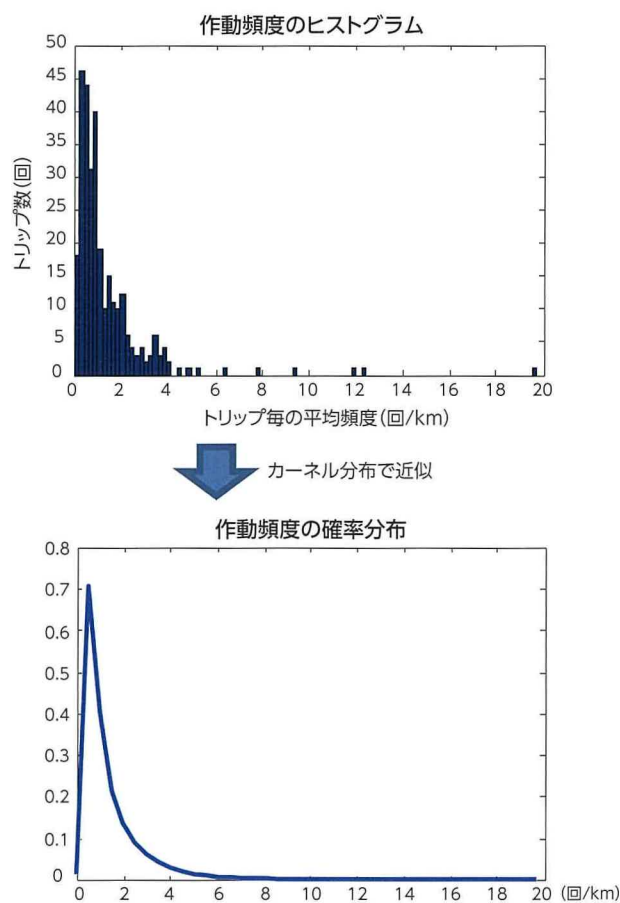 作動頻度のヒストグラム
50
45
40
35
30
25
20
15
10
5
0
トリップ数(回)
0 2 4 6 8 10 12 14 16 18 20
トリップ毎の平均頻度(回/km)
カーネル分布で近似
作動頻度の確率分布
0.8
0.7
0.6
0.5
0.4
0.3
0.2
0.1
0
0 2 4 6 8 10 12 14 16 18 20 (回/km)